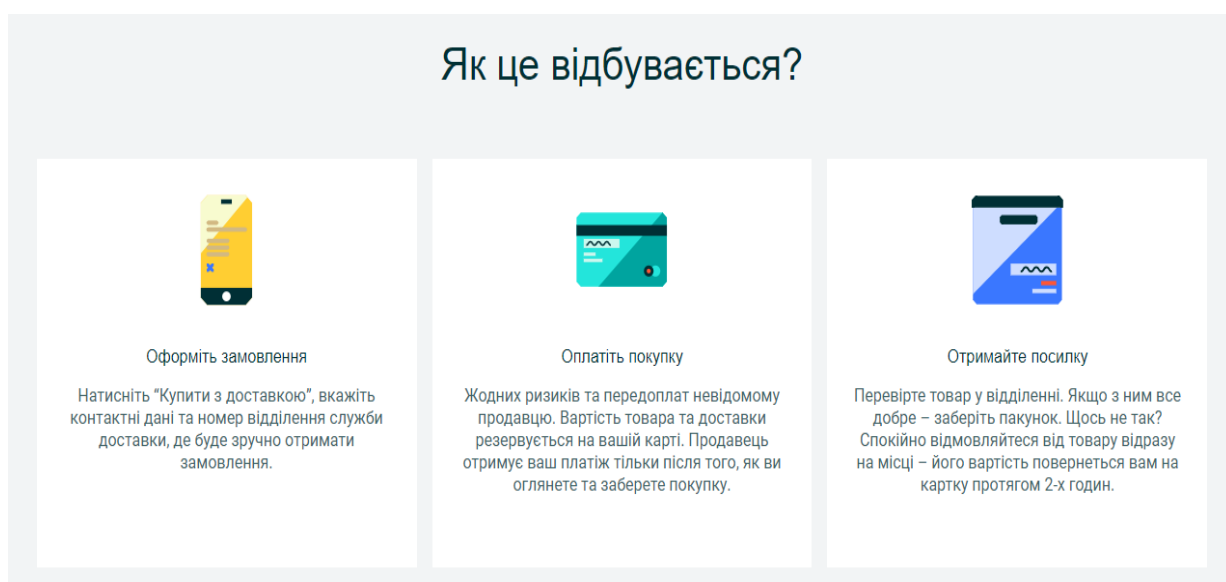 Як це відбувається?
Оформіть замовлення
Натисніть “Купити з доставкою”, вкажіть
контактні дані та номер відділення служби
доставки, де буде зручно отримати
замовлення.
Оплатіть покупку
Жодних ризиків та передоплат невідомому
продавцю. Вартість товара та доставки
резервується на вашій карті. Продавець
отримує ваш платіж тільки після того, як ви
оглянете та заберете покупку.
Отримайте посилку
Перевірте товар у відділенні. Якщо з ним все
добре – заберіть пакунок. Щось не так?
Спокійно відмовляйтеся від товару відразу
на місці – його вартість повернеться вам на
картку протягом 2-х годин.